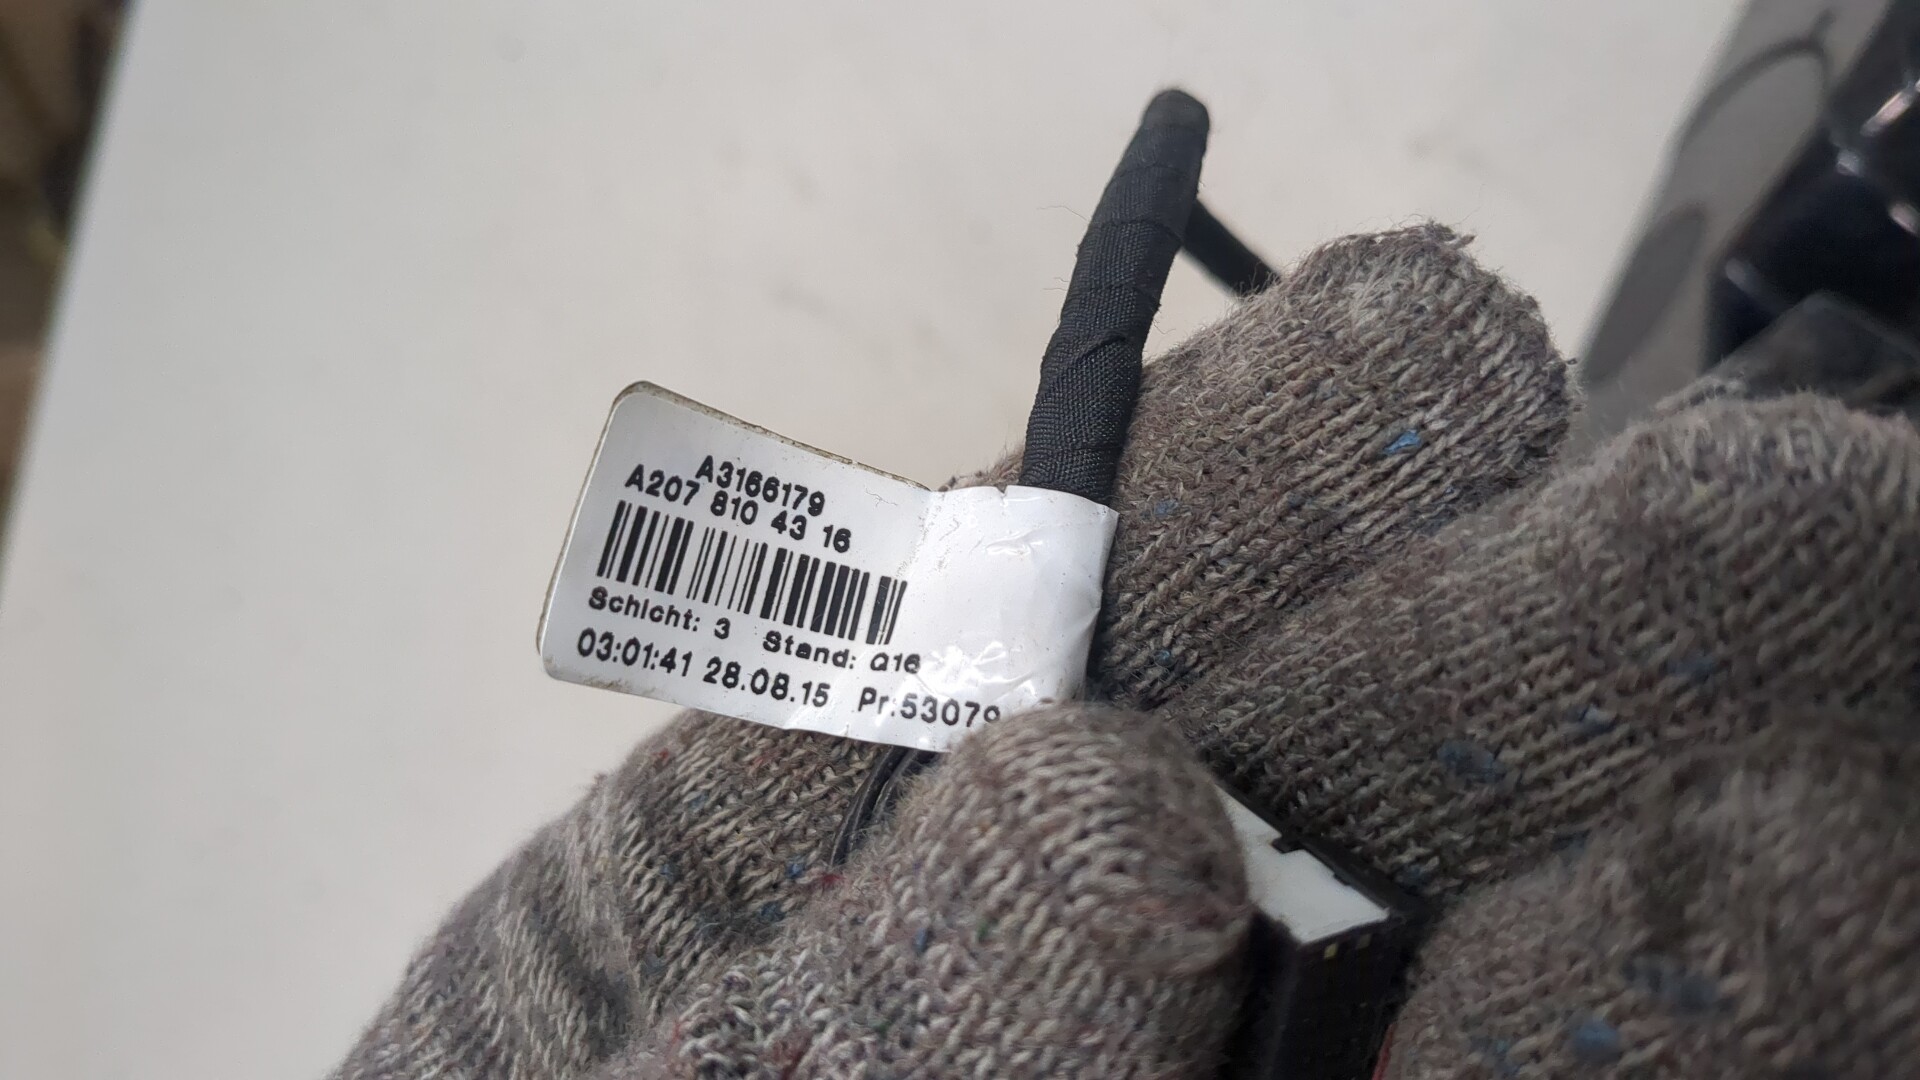 A3166179
A207 810 43 16
Schicht: 3 Stand: Q16
03:01:41 28.08.15 Pr:53079